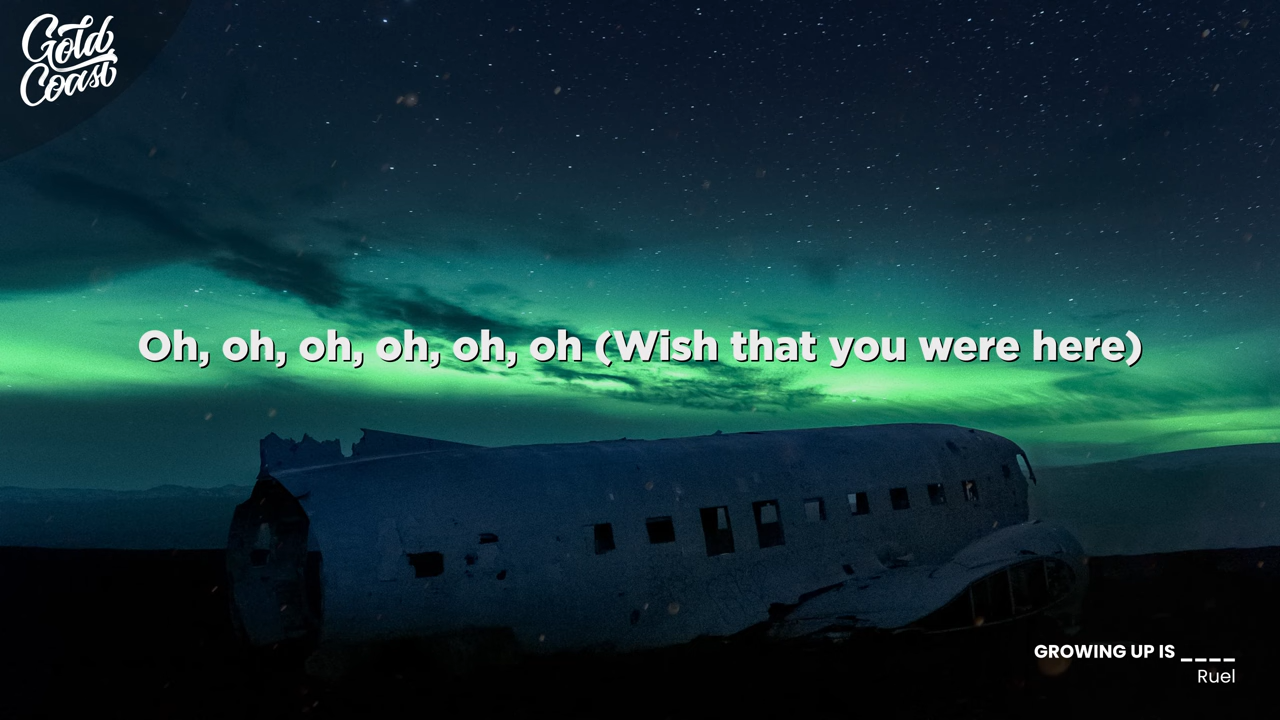 Gold
Coast
Oh, oh, oh, oh, oh, oh (Wish that you were here)
GROWING UP IS ____
Ruel